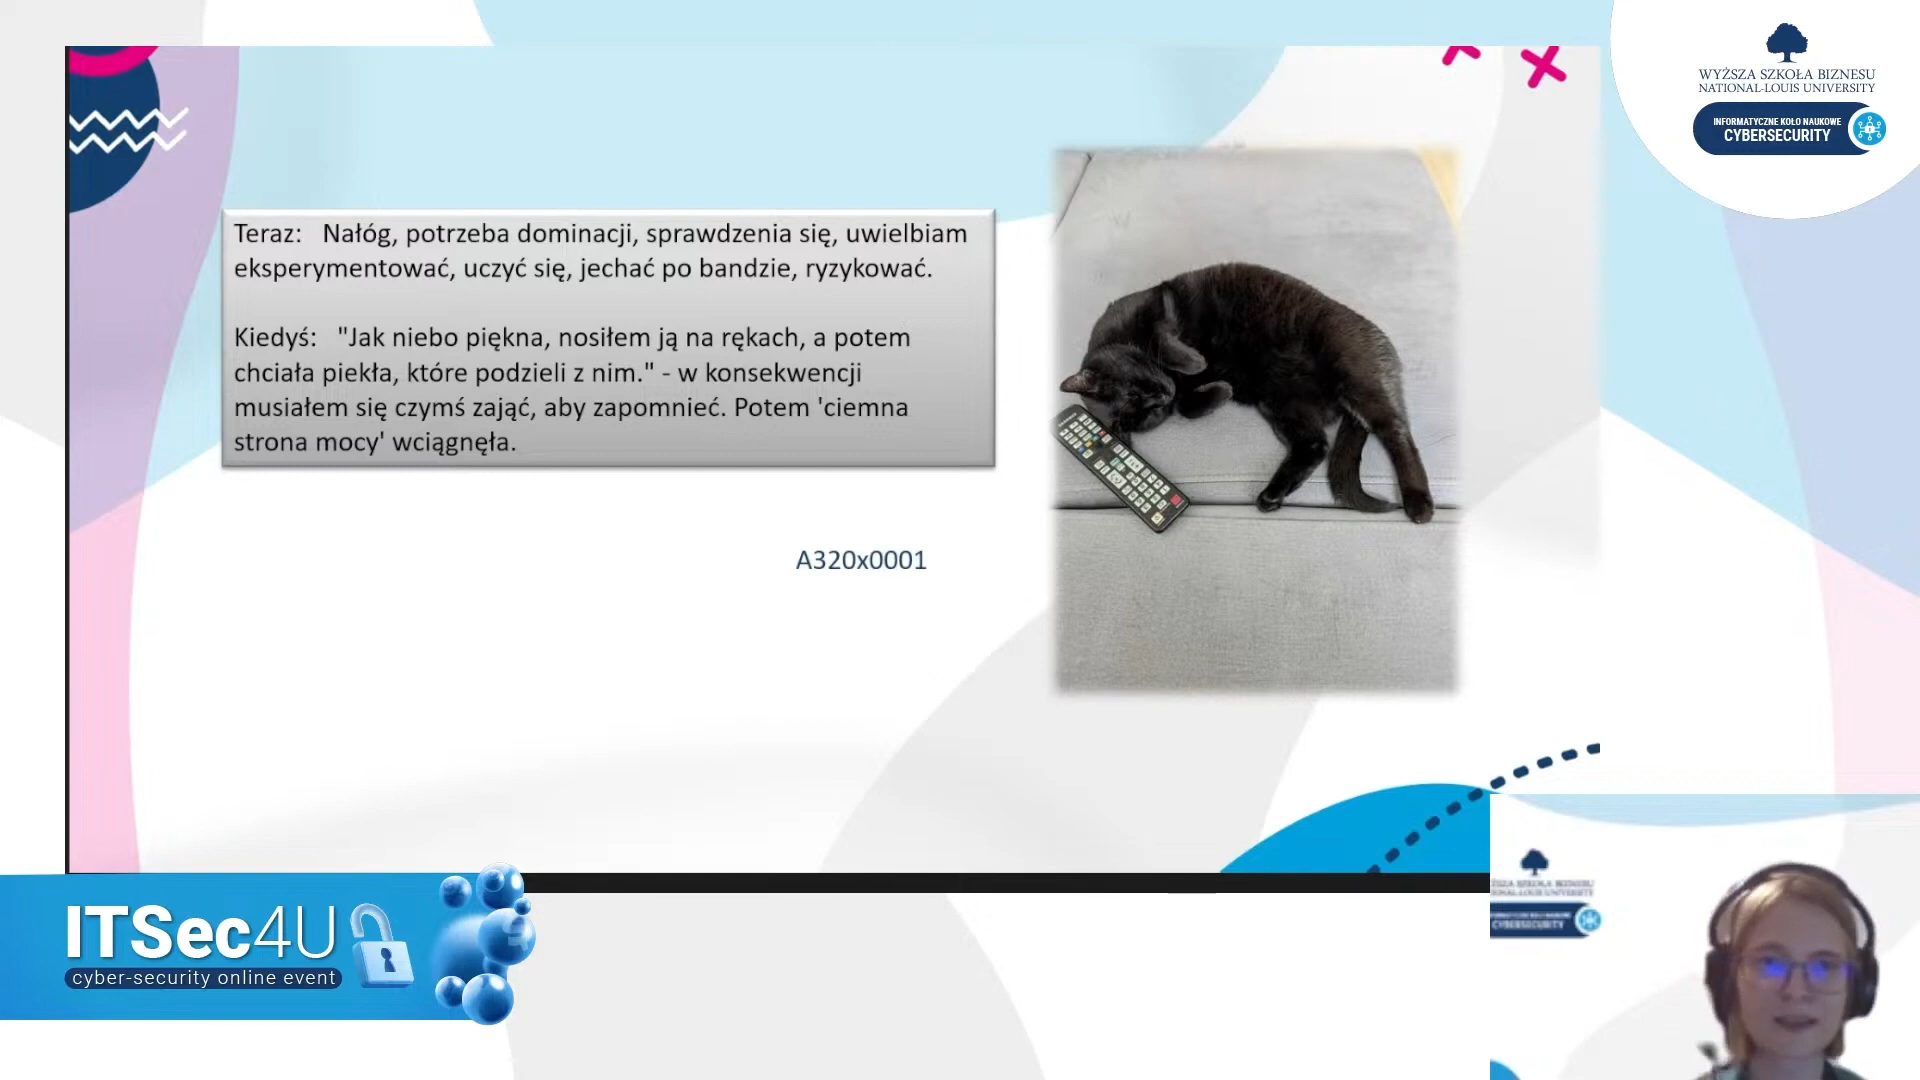 WYŻSZA SZKOŁA BIZNESU
NATIONAL-LOUIS UNIVERSITY
INFORMATYCZNE KOŁO NAUKOWE
CYBERSECURITY
Teraz: Nałóg, potrzeba dominacji, sprawdzenia się, uwielbiam
eksperymentować, uczyć się, jechać po bandzie, ryzykować.
Kiedyś: "Jak niebo piękna, nosiłem ją na rękach, a potem
chciała piekła, które podzieli z nim." - w konsekwencji
musiałem się czymś zająć, aby zapomnieć. Potem 'ciemna
strona mocy' wciągnęła.
A320x0001
ITSec4U
cyber-security online event
CYBERSECURITY